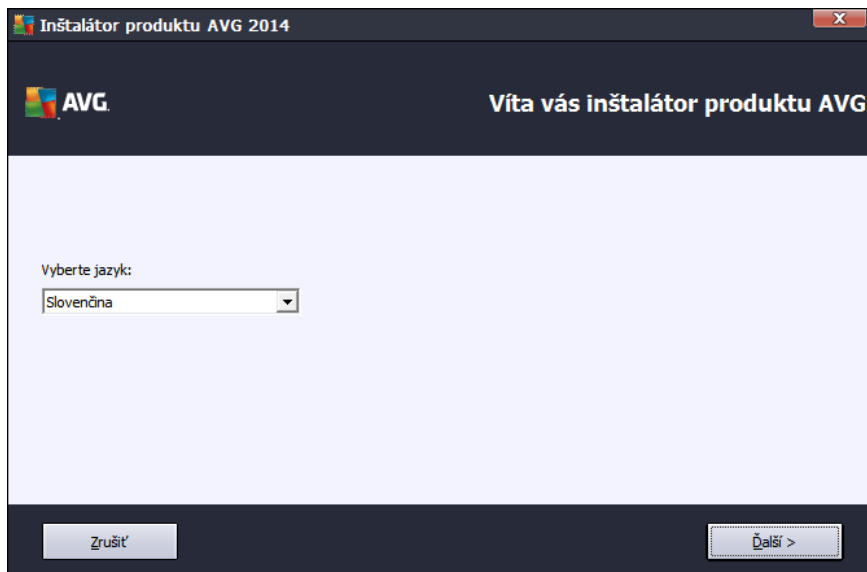 Inštalátor produktu AVG 2014
AVG.
Víta vás inštalátor produktu AVG
Vyberte jazyk:
Slovenčina
Zrušiť
Ďalší >